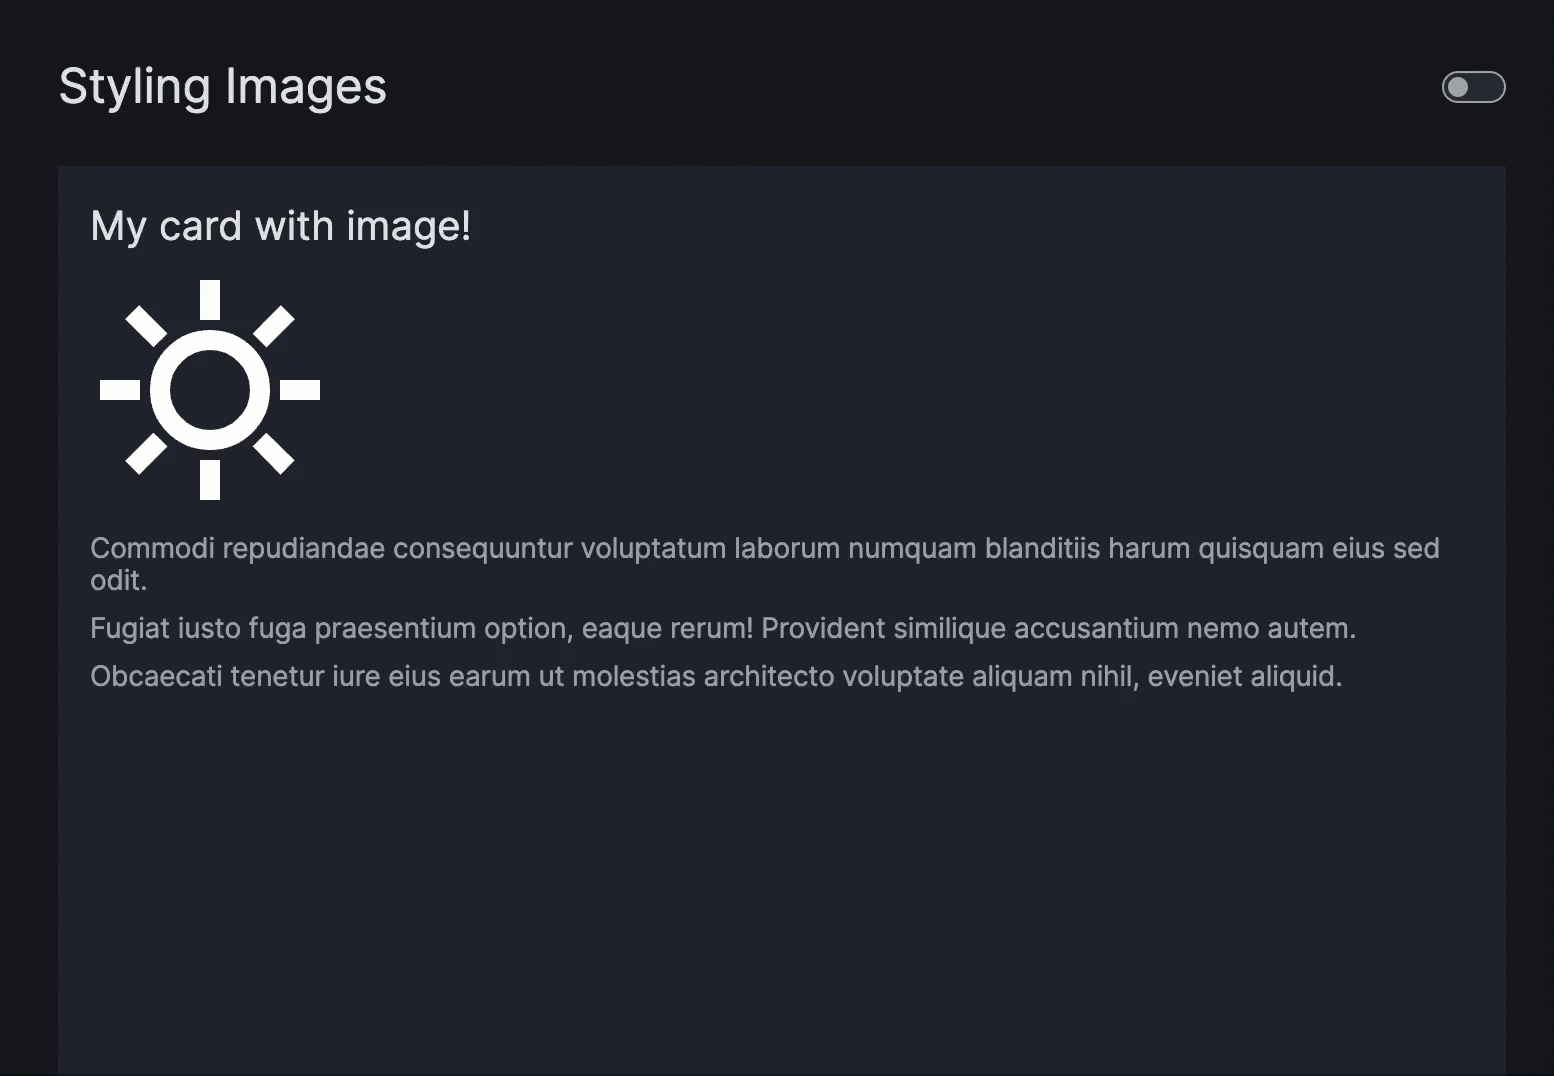 Styling Images
My card with image!
Commodi repudiandae consequuntur voluptatum laborum numquam blanditiis harum quisquam eius sed
odit.
Fugiat iusto fuga praesentium option, eaque rerum! Provident similique accusantium nemo autem.
Obcaecati tenetur iure eius earum ut molestias architecto voluptate aliquam nihil, eveniet aliquid.